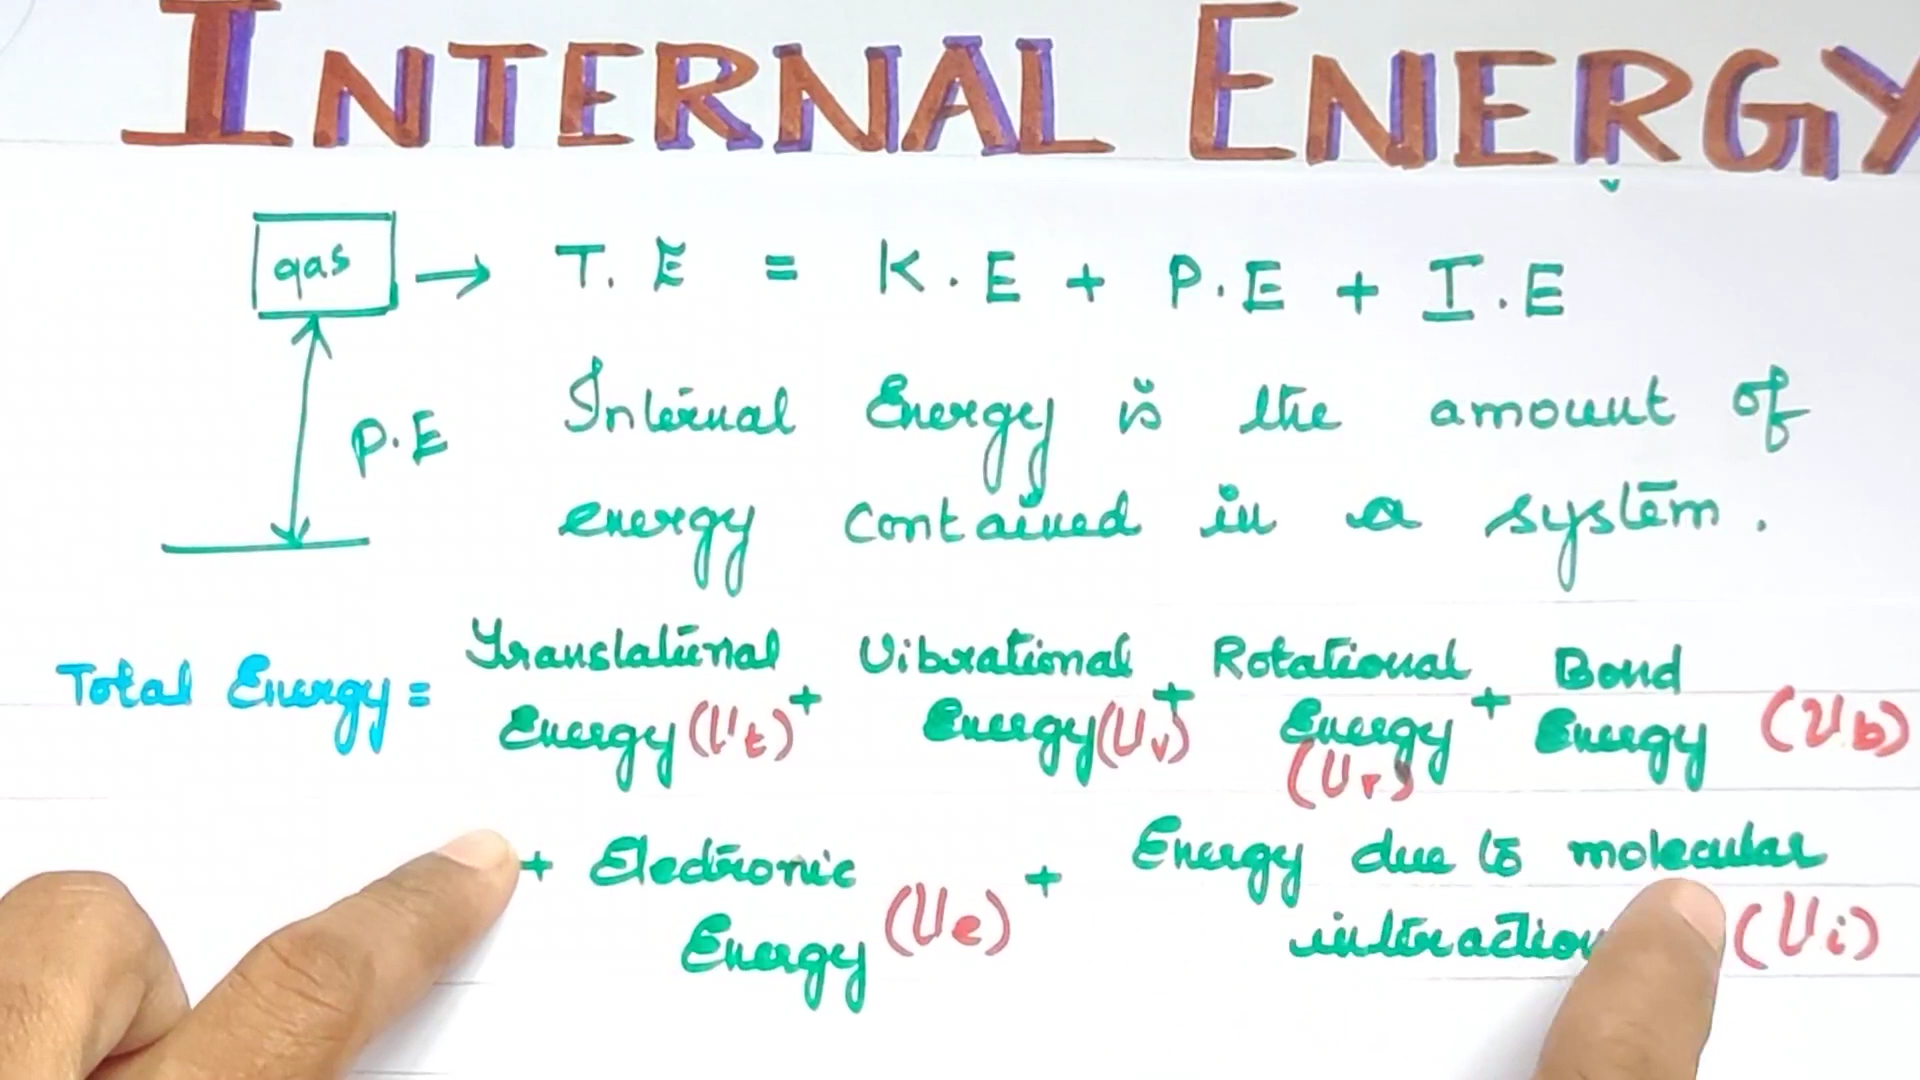 INTERNAL ENERGY
gas → T.E = K.E + P.E + I.E
P.E
Internal Energy is the amount of
energy contained in a system.
Total Energy = Translational Energy (Ut) + Vibrational Energy (Uv) + Rotational Energy (Ur) + Bond Energy (Ub)
+ Electronic Energy (Ue) + Energy due to molecular interaction (Ui)